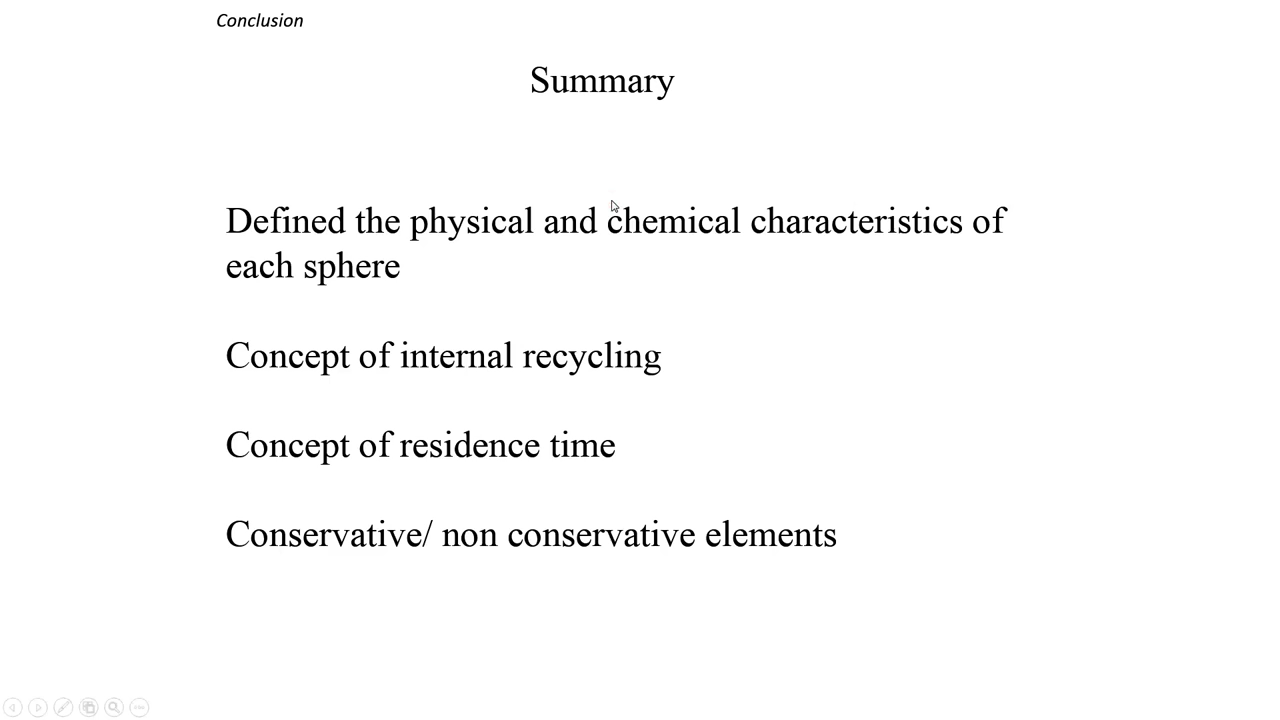 Conclusion
Summary
Defined the physical and chemical characteristics of
each sphere
Concept of internal recycling
Concept of residence time
Conservative/ non conservative elements